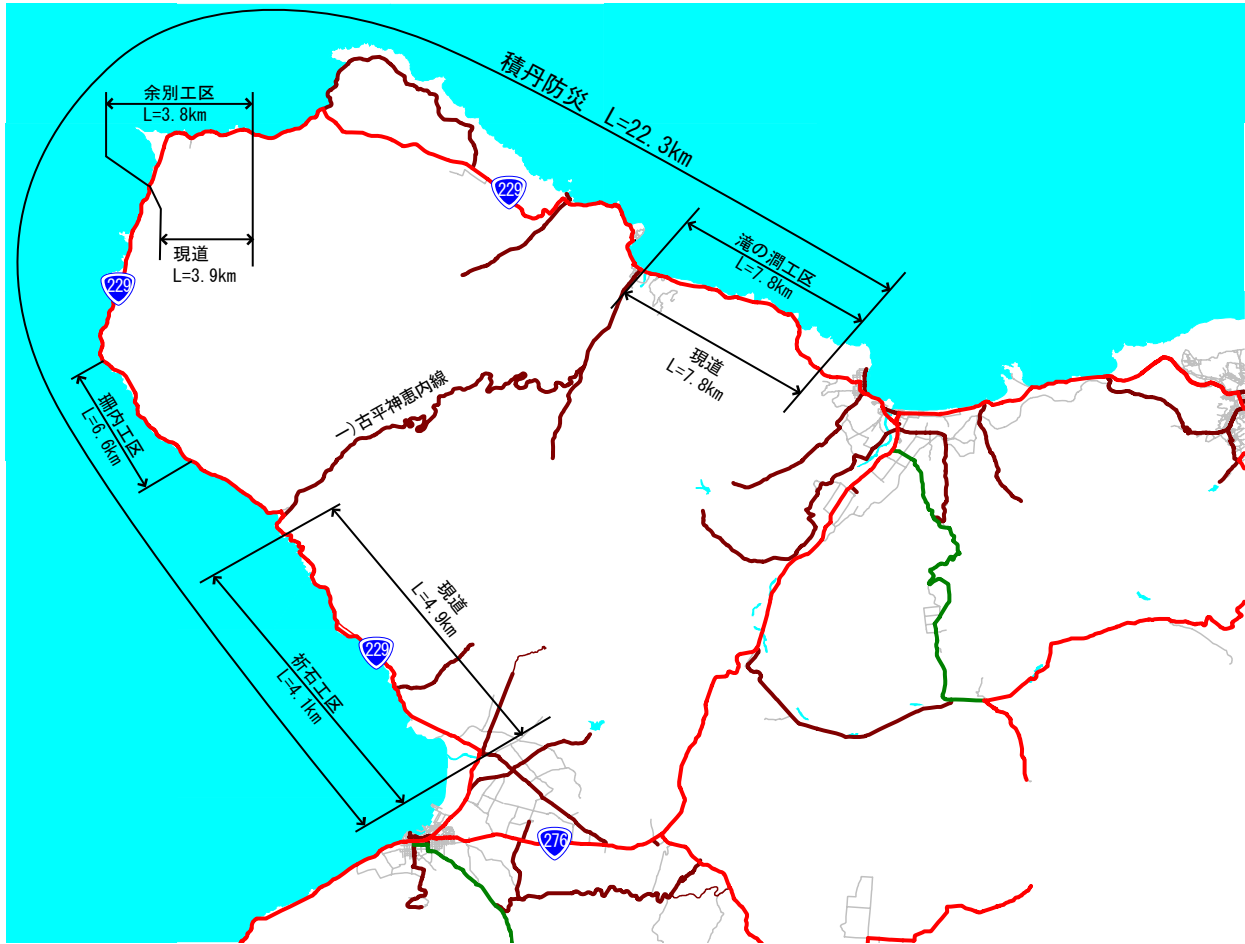 積丹防災 L=22.3km
余別工区
L=3.8km
現道
L=3.9km
229
229
滝の澗工区
L=7.8km
現道
L=7.8km
珊内工区
L=6.6km
一)古平神恵内線
現道
L=4.9km
229
祈石工区
L=4.1km
276